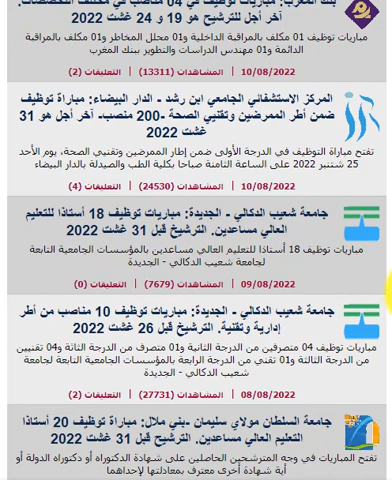 بنك المغرب: مباريات توظيف في 04 مناصب في مختلف التخصصات.
آخر أجل للترشيح هو 19 و 24 غشت 2022
مباريات توظيف 01 مكلف بالمراقبة الداخلية و01 محلل المخاطر و01 مكلف بالمراقبة
الدائمة و01 مهندس الدراسات والتطوير ببنك المغرب
10/08/2022 | المشاهدات (13311) | التعليقات (2)
المركز الاستشفائي الجامعي ابن رشد - الدار البيضاء: مباراة توظيف
ضمن أطر الممرضين وتقنيي الصحة -200 منصب- آخر أجل هو 31
غشت 2022
تفتح مباراة التوظيف في الدرجة الأولى ضمن إطار الممرضين وتقنيي الصحة، يوم الأحد
25 شتنبر 2022 على الساعة الثامنة صباحا بكلية الطب والصيدلة بالدار البيضاء
10/08/2022 | المشاهدات (24530) | التعليقات (4)
جامعة شعيب الدكالي - الجديدة: مباريات توظيف 18 أستاذا للتعليم
العالي مساعدين. الترشيح قبل 31 غشت 2022
مباريات توظيف 18 أستاذا للتعليم العالي مساعدين بالمؤسسات الجامعية التابعة
لجامعة شعيب الدكالي - الجديدة
09/08/2022 | المشاهدات (7679) | التعليقات (0)
جامعة شعيب الدكالي - الجديدة: مباريات توظيف 10 مناصب من أطر
إدارية وتقنية. الترشيح قبل 26 غشت 2022
مباريات توظيف 04 متصرفين من الدرجة الثانية و01 متصرف من الدرجة الثالثة و04 تقنيين
من الدرجة الثالثة و01 تقني من الدرجة الرابعة بالمؤسسات الجامعية التابعة لجامعة
شعيب الدكالي - الجديدة
08/08/2022 | المشاهدات (27731) | التعليقات (2)
جامعة السلطان مولاي سليمان -بني ملال: مباراة توظيف 20 أستاذا
التعليم العالي مساعدين. الترشيح قبل 31 غشت 2022
تفتح المباريات في وجه المترشحين الحاصلين على شهادة الدكتوراه أو دكتوراه الدولة أو
أية شهادة أخرى معترف بمعادلتها لإحداهما